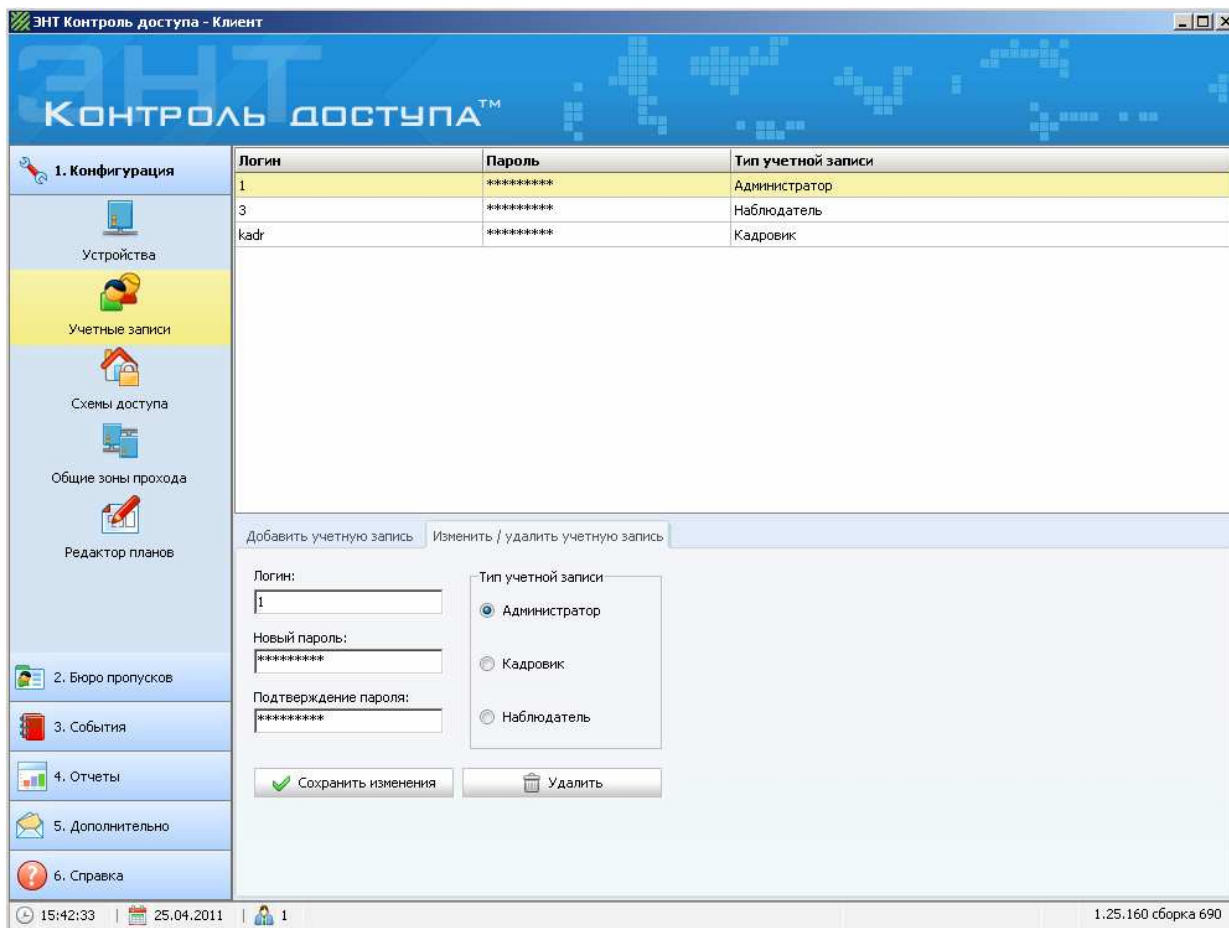 ЭНТ Контроль доступа - Клиент
ЭНТ
Контроль доступа™
1. Конфигурация
Устройства
Учетные записи
Схемы доступа
Общие зоны прохода
Редактор планов
2. Бюро пропусков
3. События
4. Отчеты
5. Дополнительно
6. Справка
Логин Пароль Тип учетной записи
1 ********* Администратор
3 ********* Наблюдатель
kadr ********* Кадровик
Добавить учетную запись Изменить / удалить учетную запись
Логин:
1
Новый пароль:
*********
Подтверждение пароля:
*********
Тип учетной записи
Администратор
Кадровик
Наблюдатель
Сохранить изменения Удалить
15:42:33 | 25.04.2011 | 1 1.25.160 сборка 690